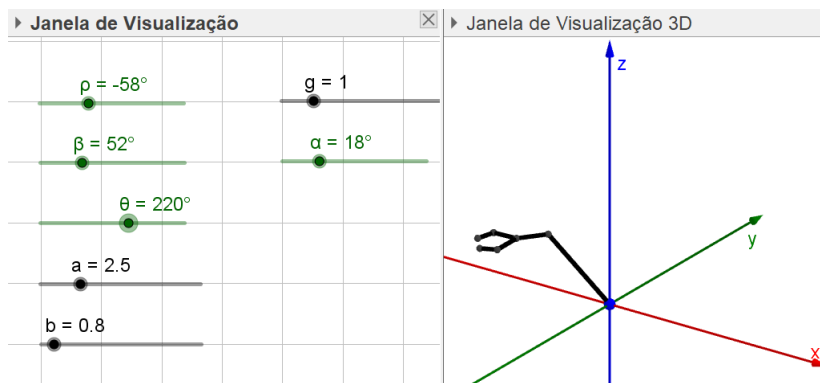 Janela de Visualização
ρ = -58°
g = 1
β = 52°
α = 18°
θ = 220°
a = 2.5
b = 0.8
Janela de Visualização 3D
z
y
x